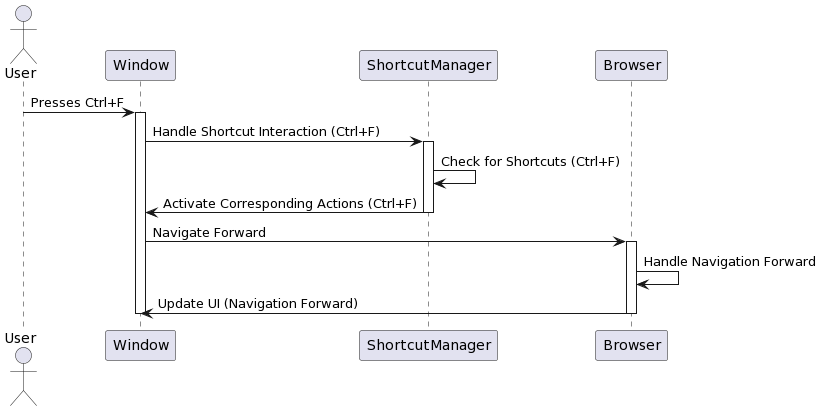 User
Window
ShortcutManager
Browser
Presses Ctrl+F
Handle Shortcut Interaction (Ctrl+F)
Check for Shortcuts (Ctrl+F)
Activate Corresponding Actions (Ctrl+F)
Navigate Forward
Handle Navigation Forward
Update UI (Navigation Forward)
User
Window
ShortcutManager
Browser